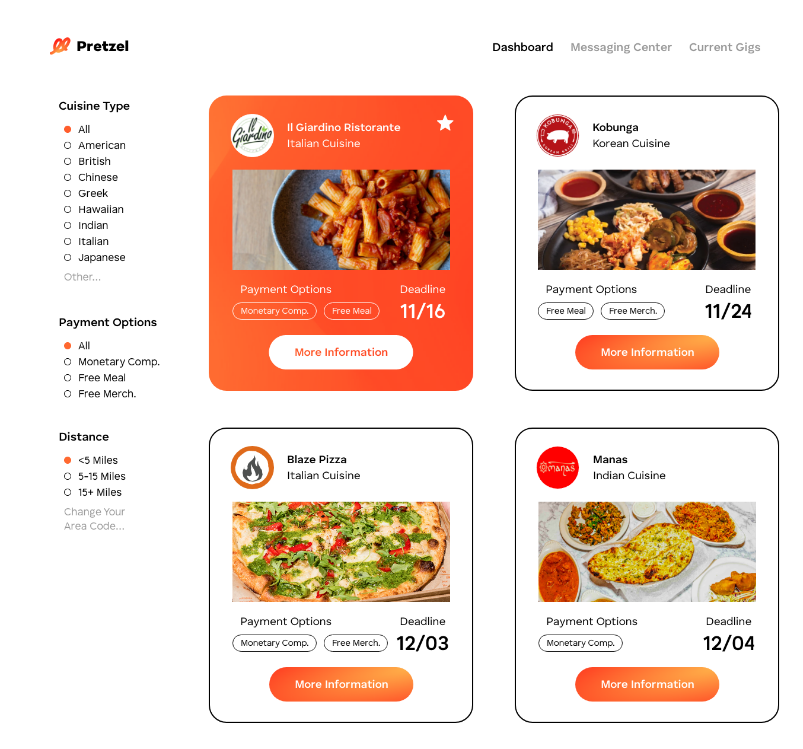 Pretzel
Dashboard Messaging Center Current Gigs
Cuisine Type
All
American
British
Chinese
Greek
Hawaiian
Indian
Italian
Japanese
Other...
Payment Options
All
Monetary Comp.
Free Meal
Free Merch.
Distance
<5 Miles
5-15 Miles
15+ Miles
Change Your
Area Code...
Il Giardino
Il Giardino Ristorante
Italian Cuisine
Payment Options Deadline
Monetary Comp. Free Meal 11/16
More Information
KOBUNGA
Kobunga
Korean Cuisine
Payment Options Deadline
Free Meal Free Merch. 11/24
More Information
Blaze Pizza
Italian Cuisine
Payment Options Deadline
Monetary Comp. Free Merch. 12/03
More Information
manas
Manas
Indian Cuisine
Payment Options Deadline
Monetary Comp. 12/04
More Information